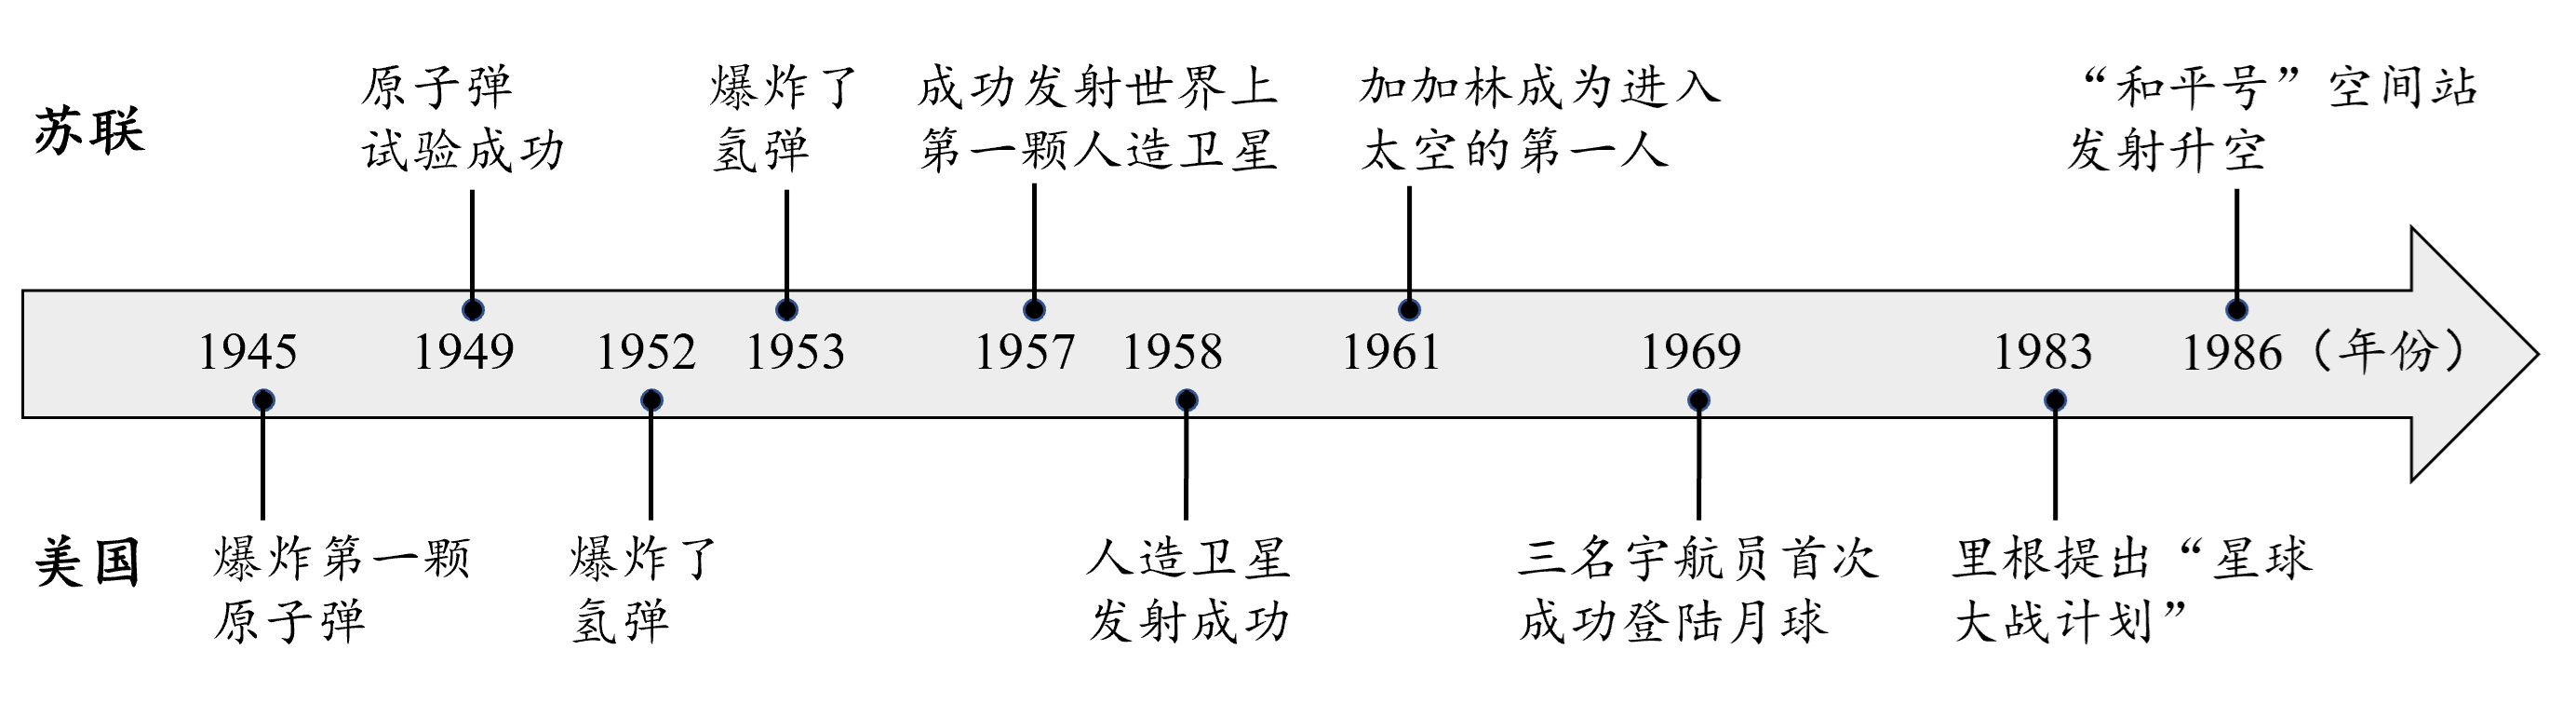 原子弹
试验成功
爆炸了
氢弹
成功发射世界上
第一颗人造卫星
加加林成为进入
太空的第一人
“和平号”空间站
发射升空
苏联
1945 1949 1952 1953 1957 1958 1961 1969 1983 1986（年份）
美国
爆炸第一颗
原子弹
爆炸了
氢弹
人造卫星
发射成功
三名宇航员首次
成功登陆月球
里根提出“星球
大战计划”